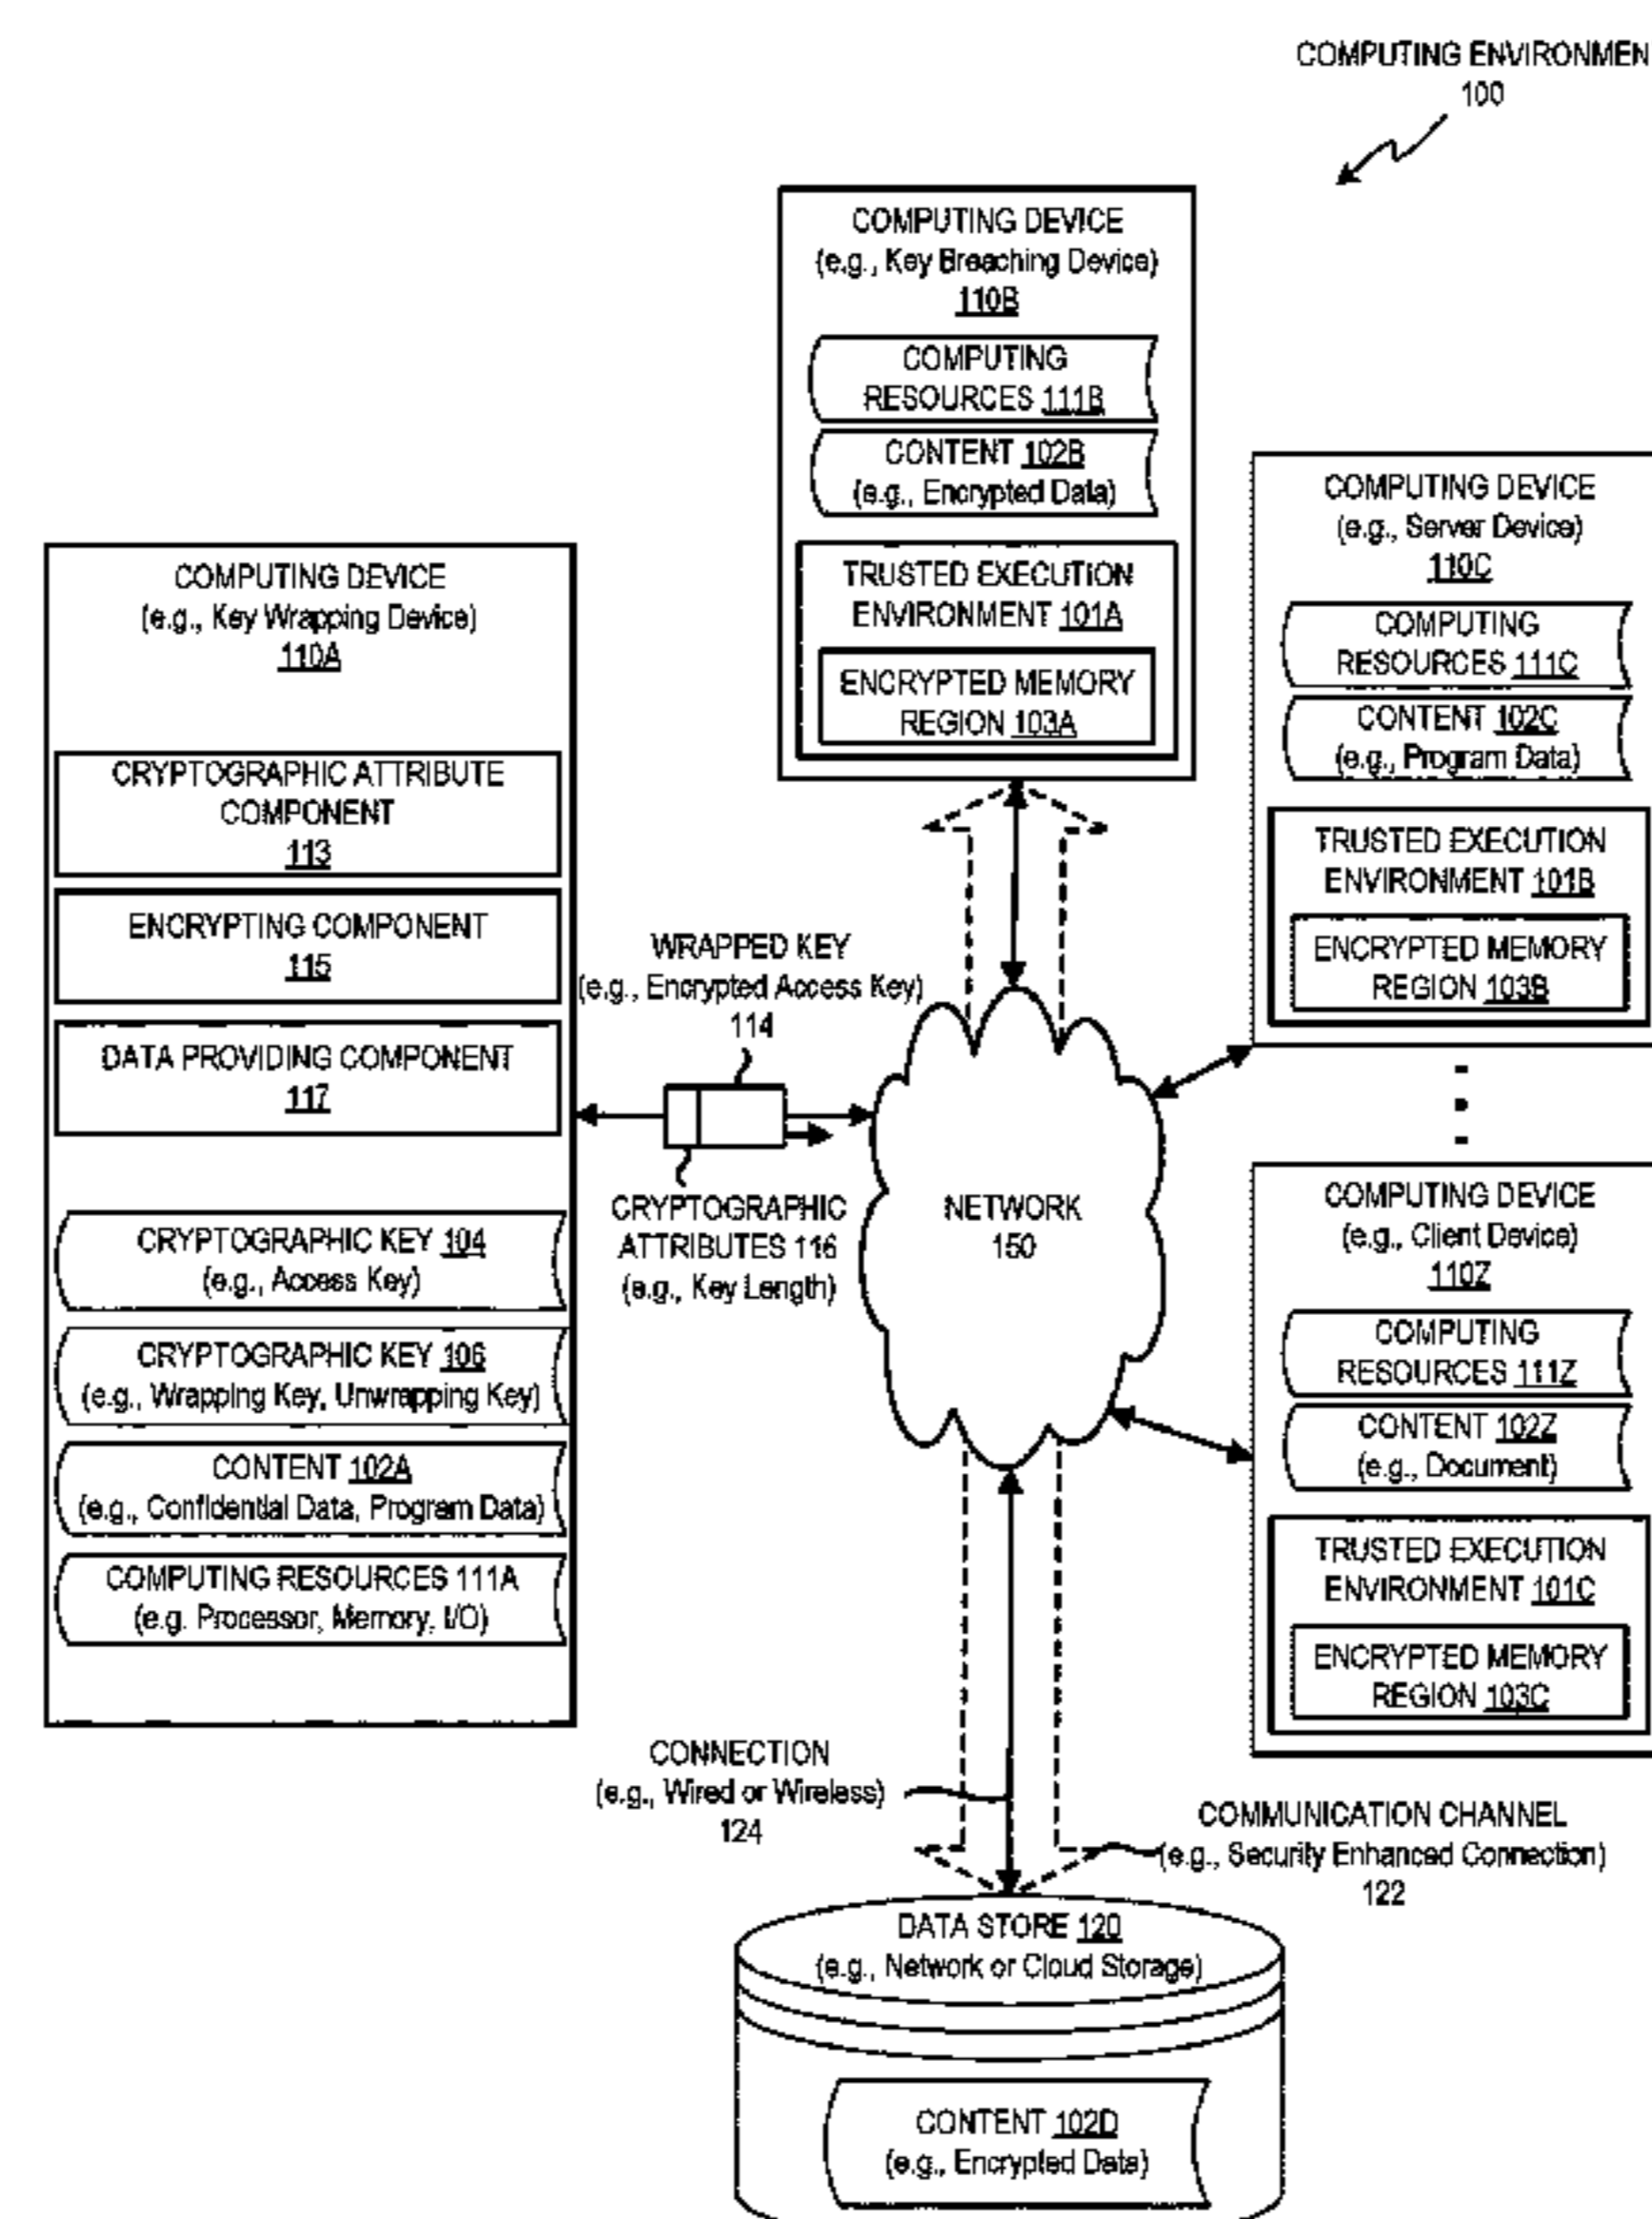 COMPUTING ENVIRONMEN
100
COMPUTING DEVICE
(e.g., Key Breaching Device)
110B
COMPUTING
RESOURCES 111B
CONTENT 102B
(e.g., Encrypted Data)
TRUSTED EXECUTION
ENVIRONMENT 101A
ENCRYPTED MEMORY
REGION 103A
COMPUTING DEVICE
(e.g., Key Wrapping Device)
110A
CRYPTOGRAPHIC ATTRIBUTE
COMPONENT
113
ENCRYPTING COMPONENT
115
DATA PROVIDING COMPONENT
117
CRYPTOGRAPHIC KEY 104
(e.g., Access Key)
CRYPTOGRAPHIC KEY 106
(e.g., Wrapping Key, Unwrapping Key)
CONTENT 102A
(e.g., Confidential Data, Program Data)
COMPUTING RESOURCES 111A
(e.g. Processor, Memory, I/O)
WRAPPED KEY
(e.g., Encrypted Access Key)
114
CRYPTOGRAPHIC
ATTRIBUTES 116
(e.g., Key Length)
NETWORK
150
COMPUTING DEVICE
(e.g., Server Device)
110C
COMPUTING
RESOURCES 111C
CONTENT 102C
(e.g., Program Data)
TRUSTED EXECUTION
ENVIRONMENT 101B
ENCRYPTED MEMORY
REGION 103B
COMPUTING DEVICE
(e.g., Client Device)
110Z
COMPUTING
RESOURCES 111Z
CONTENT 102Z
(e.g., Document)
TRUSTED EXECUTION
ENVIRONMENT 101C
ENCRYPTED MEMORY
REGION 103C
CONNECTION
(e.g., Wired or Wireless)
124
COMMUNICATION CHANNEL
(e.g., Security Enhanced Connection)
122
DATA STORE 120
(e.g., Network or Cloud Storage)
CONTENT 102D
(e.g., Encrypted Data)